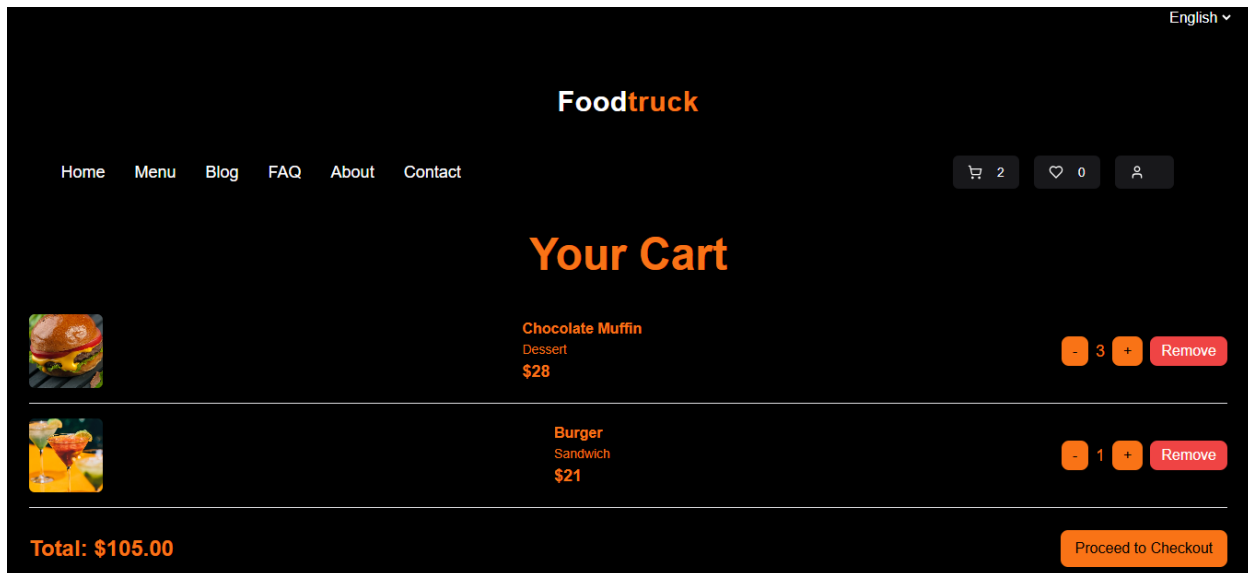 English
Foodtruck
Home Menu Blog FAQ About Contact 2 0
Your Cart
Chocolate Muffin
Dessert
$28
- 3 + Remove
Burger
Sandwich
$21
- 1 + Remove
Total: $105.00 Proceed to Checkout